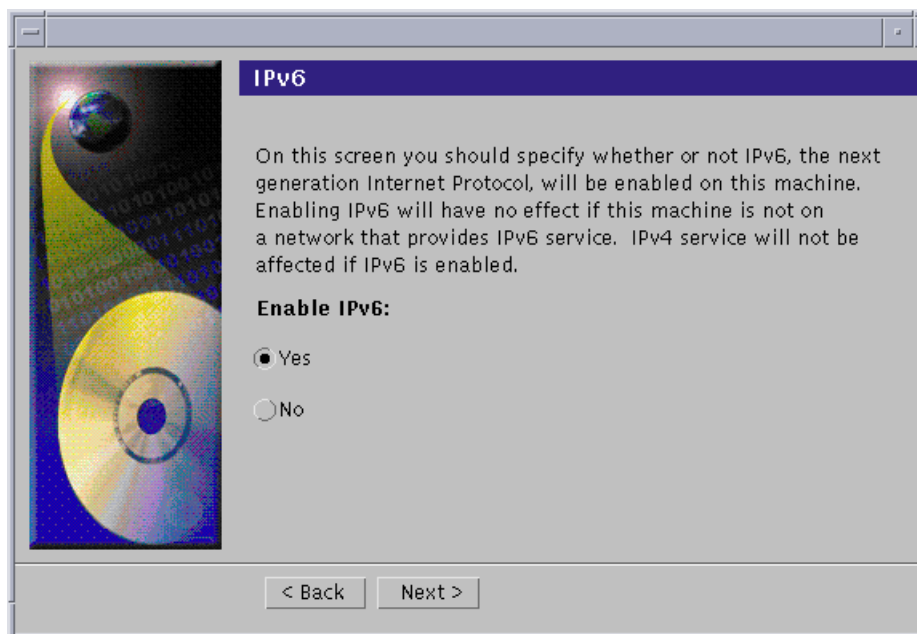 IPv6
On this screen you should specify whether or not IPv6, the next
generation Internet Protocol, will be enabled on this machine.
Enabling IPv6 will have no effect if this machine is not on
a network that provides IPv6 service.  IPv4 service will not be
affected if IPv6 is enabled.
Enable IPv6:
Yes
No
< Back
Next >